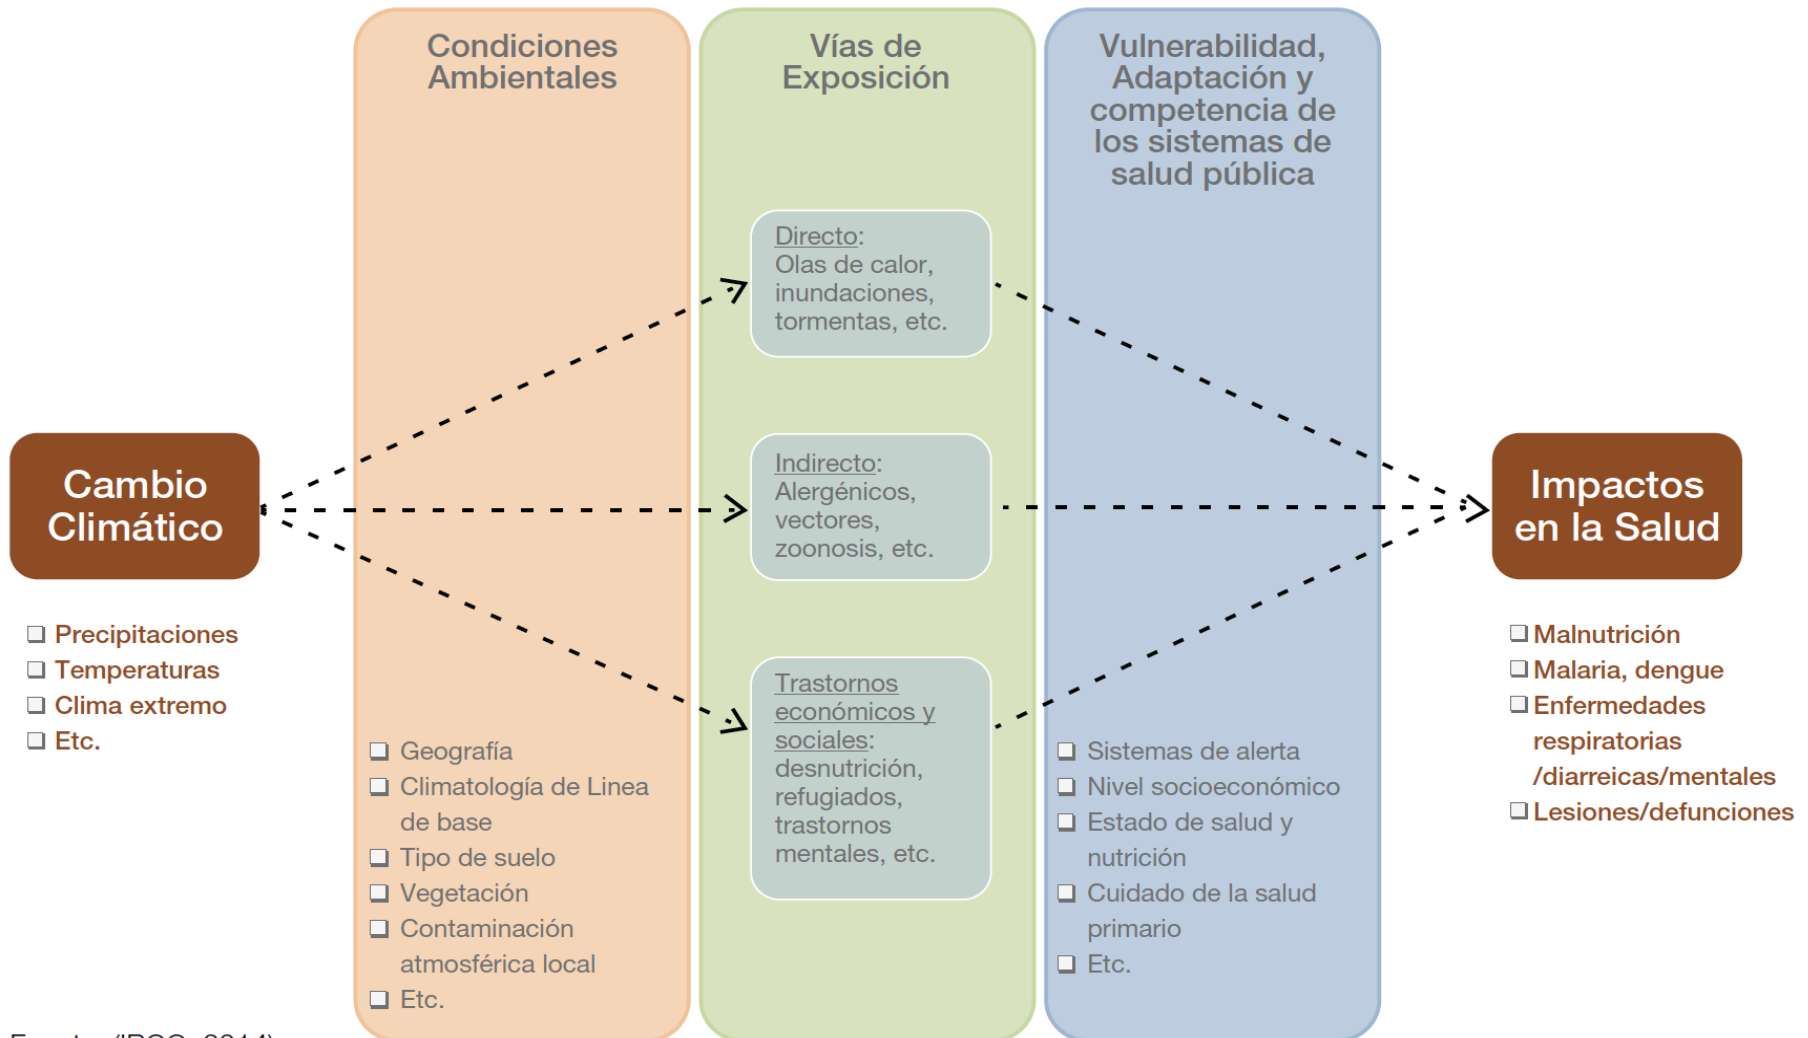 Condiciones
Ambientales
Vías de
Exposición
Vulnerabilidad,
Adaptación y
competencia de
los sistemas de
salud pública
Directo:
Olas de calor,
inundaciones,
tormentas, etc.
Cambio
Climático
Indirecto:
Alergénicos,
vectores,
zoonosis, etc.
Impactos
en la Salud
Precipitaciones
Temperaturas
Clima extremo
Etc.
Trastornos
económicos y
sociales:
desnutrición,
refugiados,
trastornos
mentales, etc.
Malnutrición
Malaria, dengue
Enfermedades
respiratorias
/diarreicas/mentales
Lesiones/defunciones
Geografía
Climatología de Linea
de base
Tipo de suelo
Vegetación
Contaminación
atmosférica local
Etc.
Sistemas de alerta
Nivel socioeconómico
Estado de salud y
nutrición
Cuidado de la salud
primario
Etc.